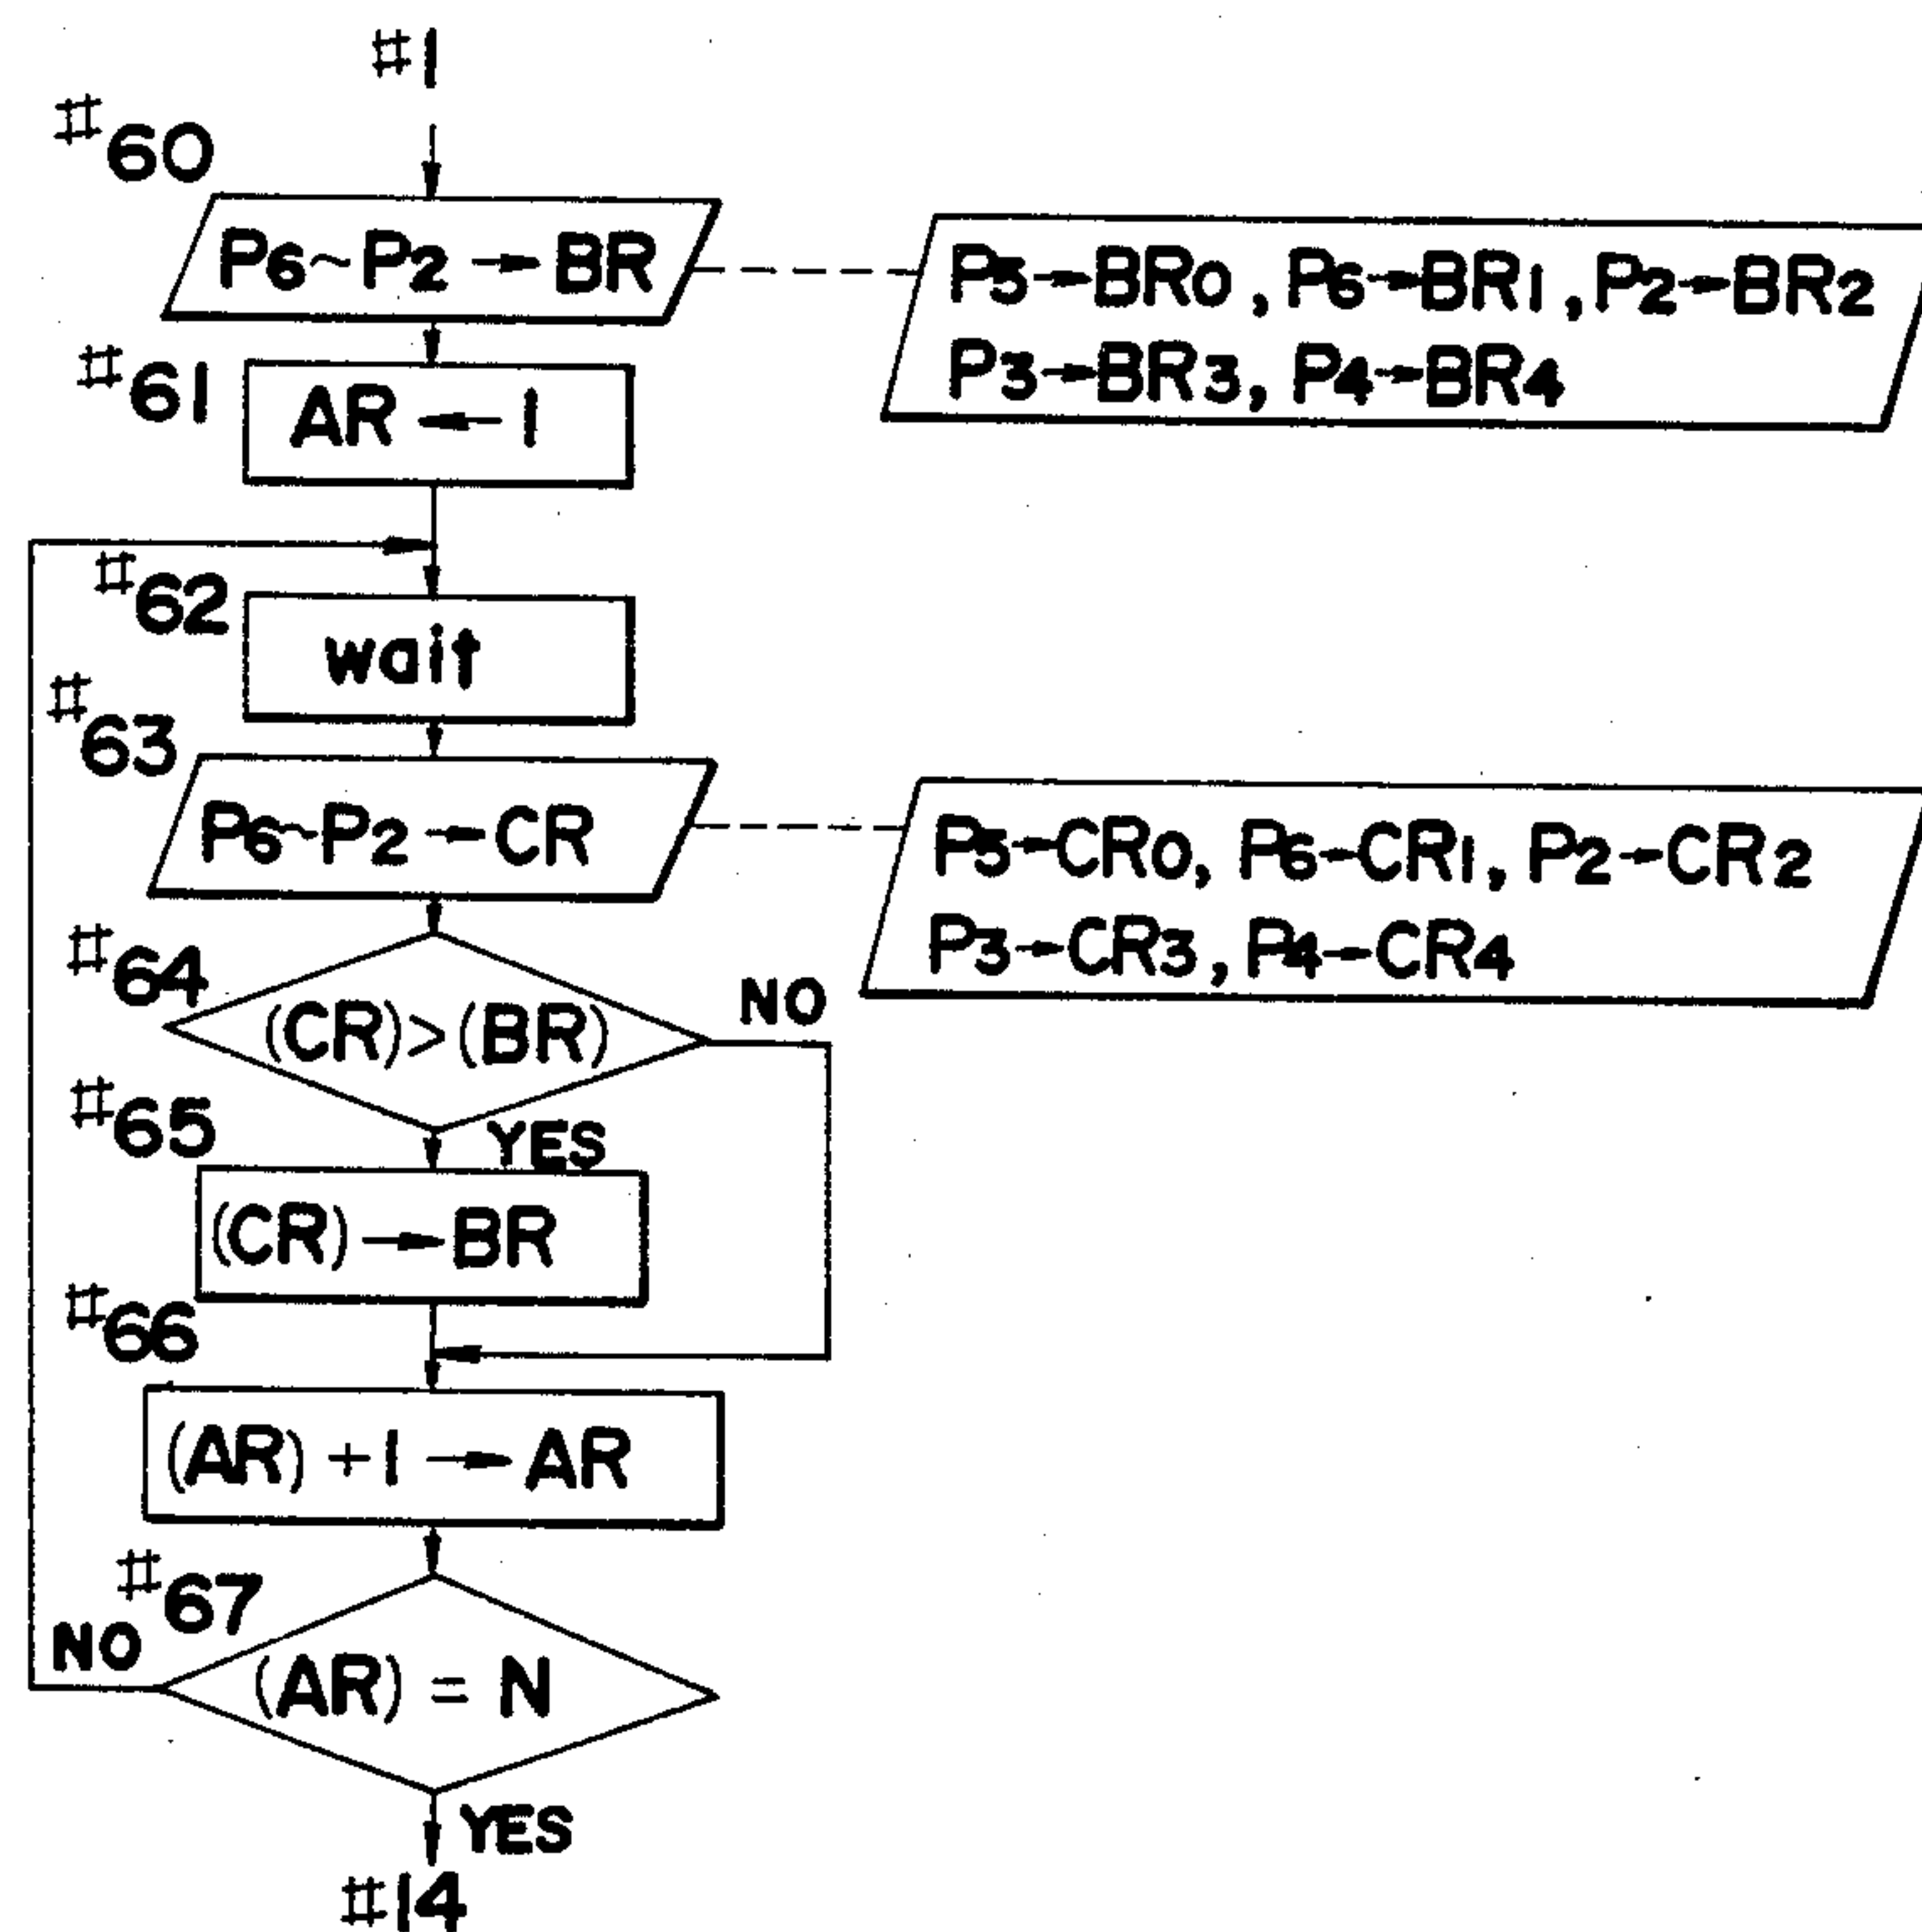 #1
#60
P6~P2→BR
P5→BR0, P6→BR1, P2→BR2
P3→BR3, P4→BR4
#61
AR←1
#62
wait
#63
P6~P2→CR
P5→CR0, P6→CR1, P2→CR2
P3→CR3, P4→CR4
#64
(CR)>(BR)
NO
YES
#65
(CR)→BR
#66
(AR)+1→AR
#67
(AR)=N
NO
YES
#14